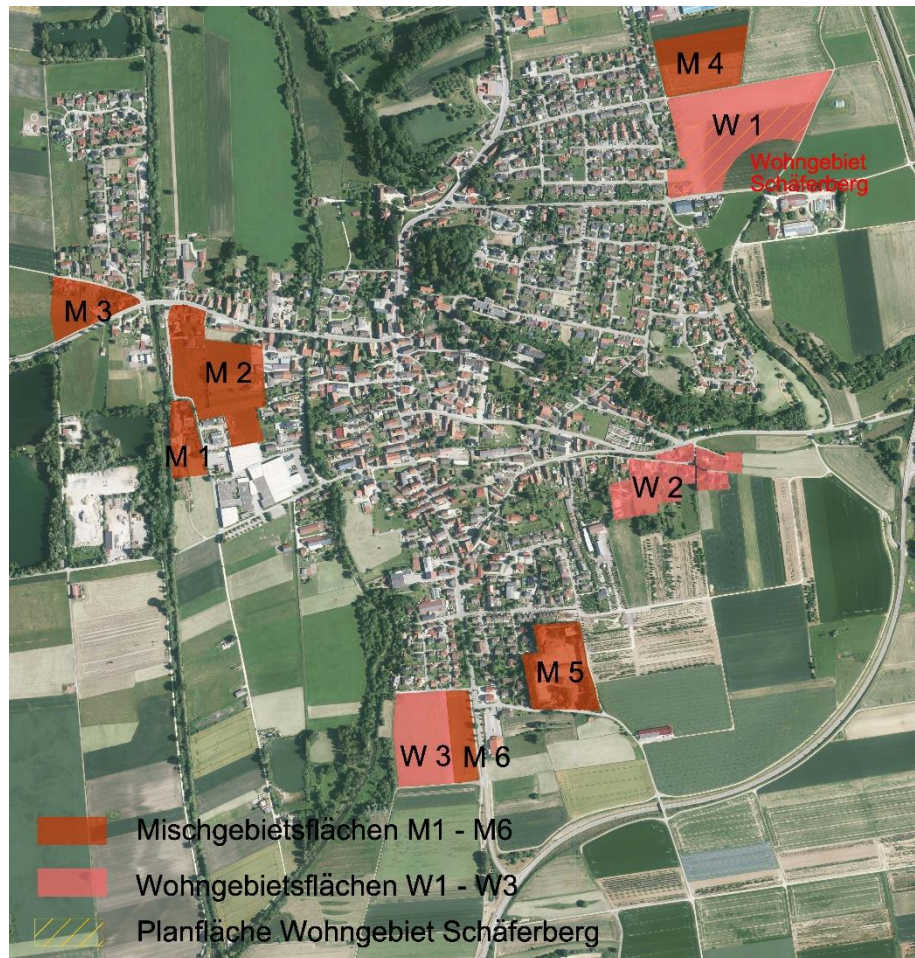 M 4
W 1
Wohngebiet
Schäferberg
M 3
M 2
M 1
W 2
M 5
W 3
M 6
Mischgebietsflächen M1 - M6
Wohngebietsflächen W1 - W3
Planfläche Wohngebiet Schäferberg